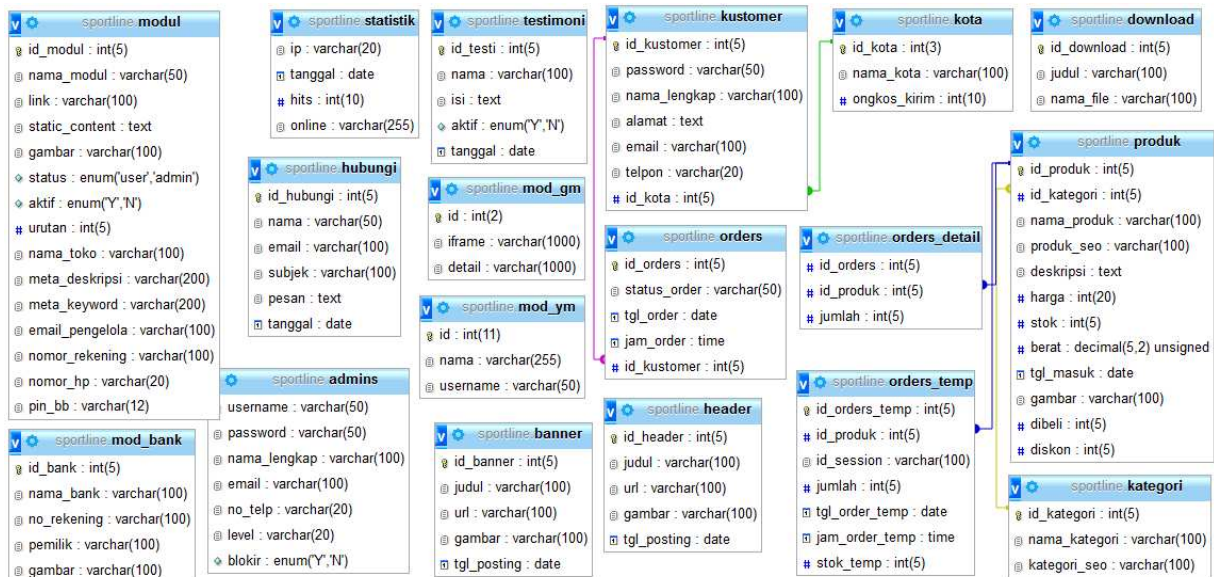 sportline.modul
id_modul : int(5)
nama_modul : varchar(50)
link : varchar(100)
static_content : text
gambar : varchar(100)
status : enum('user','admin')
aktif : enum('Y','N')
urutan : int(5)
nama_toko : varchar(100)
meta_deskripsi : varchar(200)
meta_keyword : varchar(200)
email_pengelola : varchar(100)
nomor_rekening : varchar(100)
nomor_hp : varchar(20)
pin_bb : varchar(12)
sportline.mod_bank
id_bank : int(5)
nama_bank : varchar(100)
no_rekening : varchar(100)
pemilik : varchar(100)
gambar : varchar(100)
sportline.statistik
ip : varchar(20)
tanggal : date
hits : int(10)
online : varchar(255)
sportline.hubungi
id_hubungi : int(5)
nama : varchar(50)
email : varchar(100)
subjek : varchar(100)
pesan : text
tanggal : date
sportline.admins
username : varchar(50)
password : varchar(50)
nama_lengkap : varchar(100)
email : varchar(100)
no_telp : varchar(20)
level : varchar(20)
blokir : enum('Y','N')
sportline.testimoni
id_testi : int(5)
nama : varchar(100)
isi : text
aktif : enum('Y','N')
tanggal : date
sportline.mod_gm
id : int(2)
iframe : varchar(1000)
detail : varchar(1000)
sportline.mod_ym
id : int(11)
nama : varchar(255)
username : varchar(50)
sportline.banner
id_banner : int(5)
judul : varchar(100)
url : varchar(100)
gambar : varchar(100)
tgl_posting : date
sportline.kustomer
id_kustomer : int(5)
password : varchar(50)
nama_lengkap : varchar(100)
alamat : text
email : varchar(100)
telpon : varchar(20)
id_kota : int(5)
sportline.orders
id_orders : int(5)
status_order : varchar(50)
tgl_order : date
jam_order : time
id_kustomer : int(5)
sportline.header
id_header : int(5)
judul : varchar(100)
url : varchar(100)
gambar : varchar(100)
tgl_posting : date
sportline.kota
id_kota : int(3)
nama_kota : varchar(100)
ongkos_kirim : int(10)
sportline.orders_detail
id_orders : int(5)
id_produk : int(5)
jumlah : int(5)
sportline.orders_temp
id_orders_temp : int(5)
id_produk : int(5)
id_session : varchar(100)
jumlah : int(5)
tgl_order_temp : date
jam_order_temp : time
stok_temp : int(5)
sportline.download
id_download : int(5)
judul : varchar(100)
nama_file : varchar(100)
sportline.produk
id_produk : int(5)
id_kategori : int(5)
nama_produk : varchar(100)
produk_seo : varchar(100)
deskripsi : text
harga : int(20)
stok : int(5)
berat : decimal(5,2) unsigned
tgl_masuk : date
gambar : varchar(100)
dibeli : int(5)
diskon : int(5)
sportline.kategori
id_kategori : int(5)
nama_kategori : varchar(100)
kategori_seo : varchar(100)